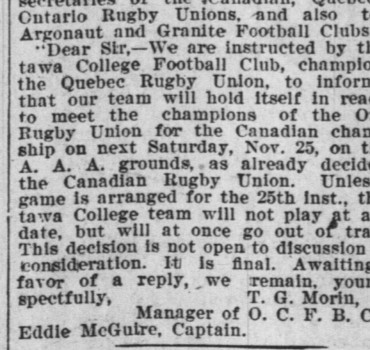 secretaries of the Canadian, Quebec
Ontario Rugby Unions, and also t
Argonaut and Granite Football Clubs
"Dear Sir,—We are instructed by th
tawa College Football Club, champio
the Quebec Rugby Union, to inform
that our team will hold itself in rea
to meet the champions of the O
Rugby Union for the Canadian cham
ship on next Saturday, Nov. 25, on t
A. A. A. grounds, as already decide
the Canadian Rugby Union. Unles
game is arranged for the 25th inst., th
tawa College team will not play at a
date, but will at once go out of tra
This decision is not open to discussion
consideration. It is final. Awaiting
favor of a reply, we remain, your
spectfully, T. G. Morin,
Manager of O. C. F. B. C
Eddie McGuire, Captain.